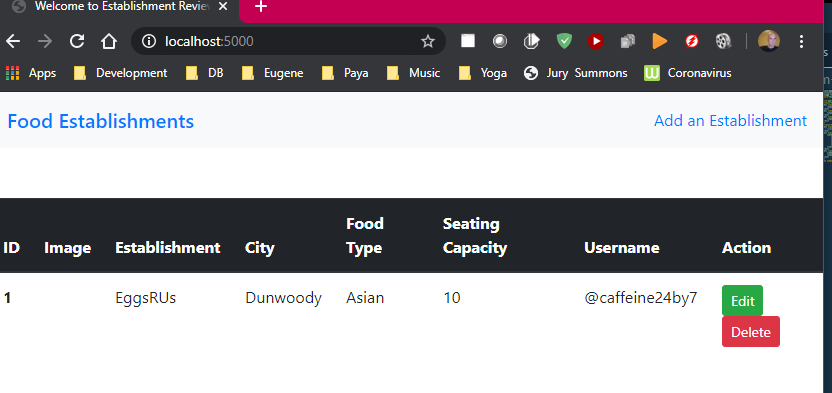 Welcome to Establishment Review
localhost:5000
Apps Development DB Eugene Paya Music Yoga Jury Summons Coronavirus
Food Establishments Add an Establishment
ID Image Establishment City Food Type Seating Capacity Username Action
1 EggsRUs Dunwoody Asian 10 @caffeine24by7 Edit
Delete